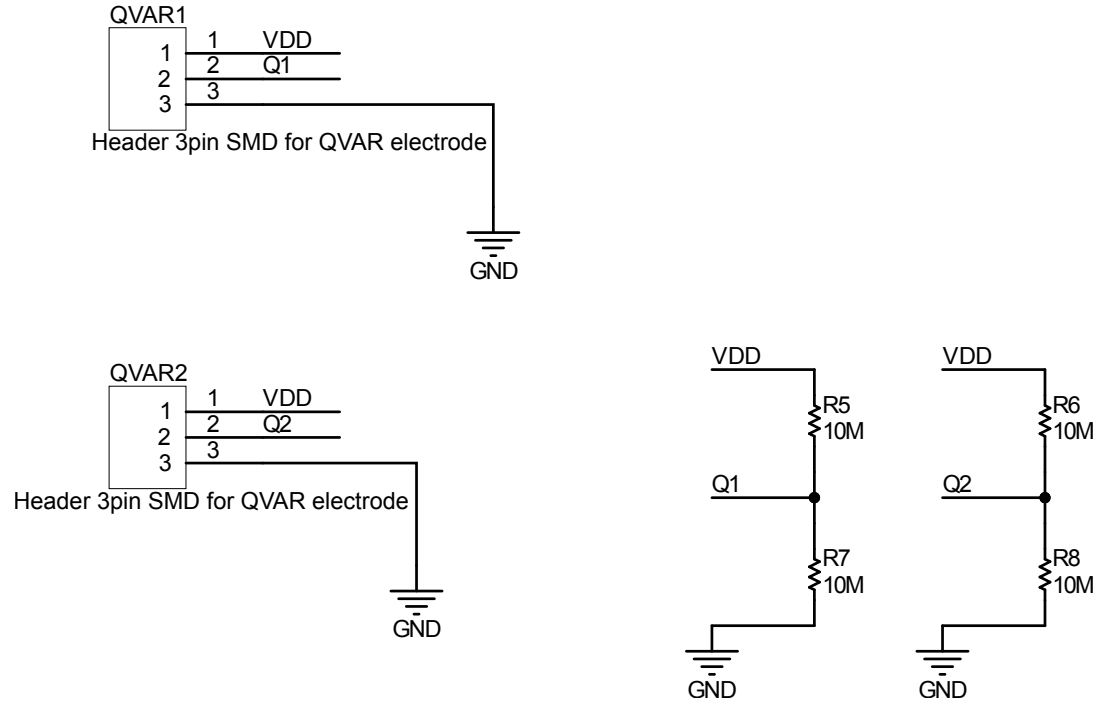 QVAR1
1 1 VDD
2 2 Q1
3 3
Header 3pin SMD for QVAR electrode
GND
QVAR2
1 1 VDD
2 2 Q2
3 3
Header 3pin SMD for QVAR electrode
GND
VDD
R5
10M
Q1
R7
10M
GND
VDD
R6
10M
Q2
R8
10M
GND